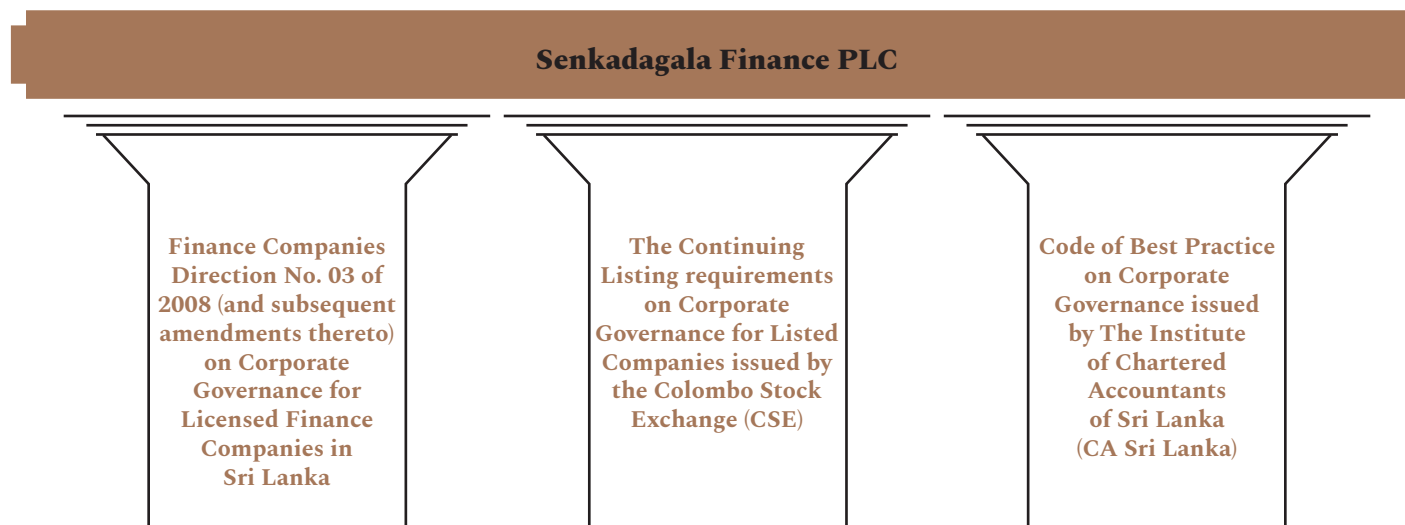 Senkadagala Finance PLC
Finance Companies
Direction No. 03 of
2008 (and subsequent
amendments thereto)
on Corporate
Governance for
Licensed Finance
Companies in
Sri Lanka
The Continuing
Listing requirements
on Corporate
Governance for Listed
Companies issued by
the Colombo Stock
Exchange (CSE)
Code of Best Practice
on Corporate
Governance issued
by The Institute
of Chartered
Accountants
of Sri Lanka
(CA Sri Lanka)